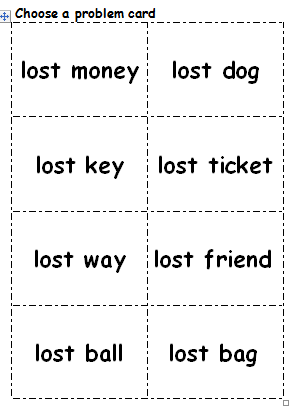 Choose a problem card
lost money
lost dog
lost key
lost ticket
lost way
lost friend
lost ball
lost bag